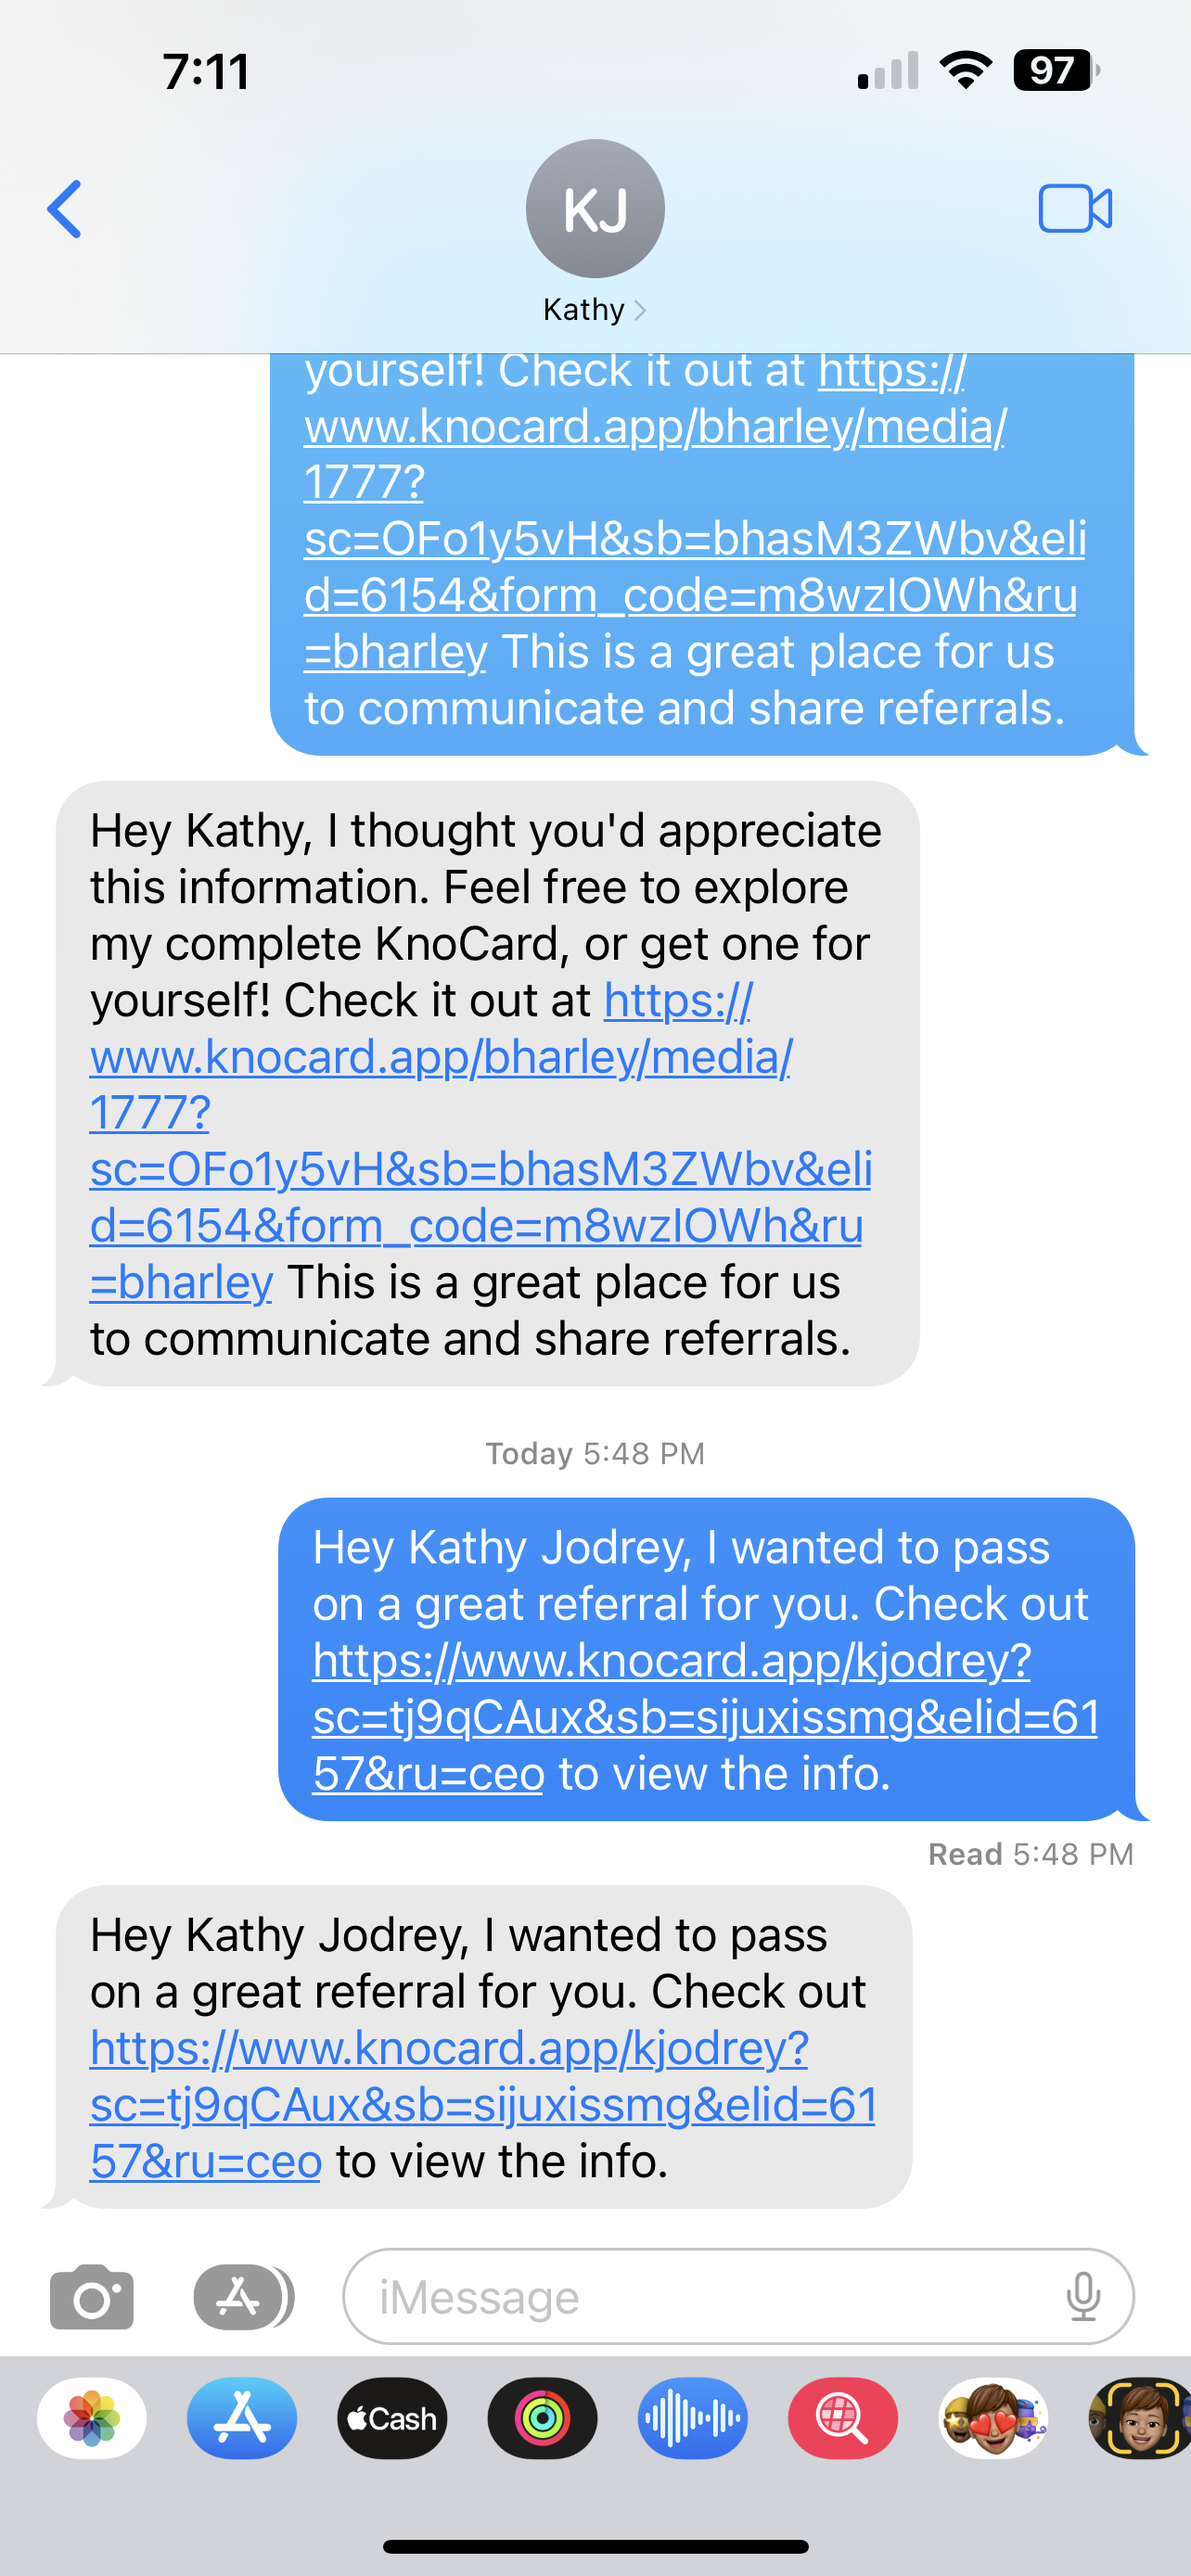 7:11
97
KJ
Kathy
yourself! Check it out at https://
www.knocard.app/bharley/media/
1777?
sc=OFo1y5vH&sb=bhasM3ZWbv&eli
d=6154&form_code=m8wzIOWh&ru
=bharley This is a great place for us
to communicate and share referrals.
Hey Kathy, I thought you'd appreciate
this information. Feel free to explore
my complete KnoCard, or get one for
yourself! Check it out at https://
www.knocard.app/bharley/media/
1777?
sc=OFo1y5vH&sb=bhasM3ZWbv&eli
d=6154&form_code=m8wzIOWh&ru
=bharley This is a great place for us
to communicate and share referrals.
Today 5:48 PM
Hey Kathy Jodrey, I wanted to pass
on a great referral for you. Check out
https://www.knocard.app/kjodrey?
sc=tj9qCAux&sb=sijuxissmg&elid=61
57&ru=ceo to view the info.
Read 5:48 PM
Hey Kathy Jodrey, I wanted to pass
on a great referral for you. Check out
https://www.knocard.app/kjodrey?
sc=tj9qCAux&sb=sijuxissmg&elid=61
57&ru=ceo to view the info.
iMessage
Cash